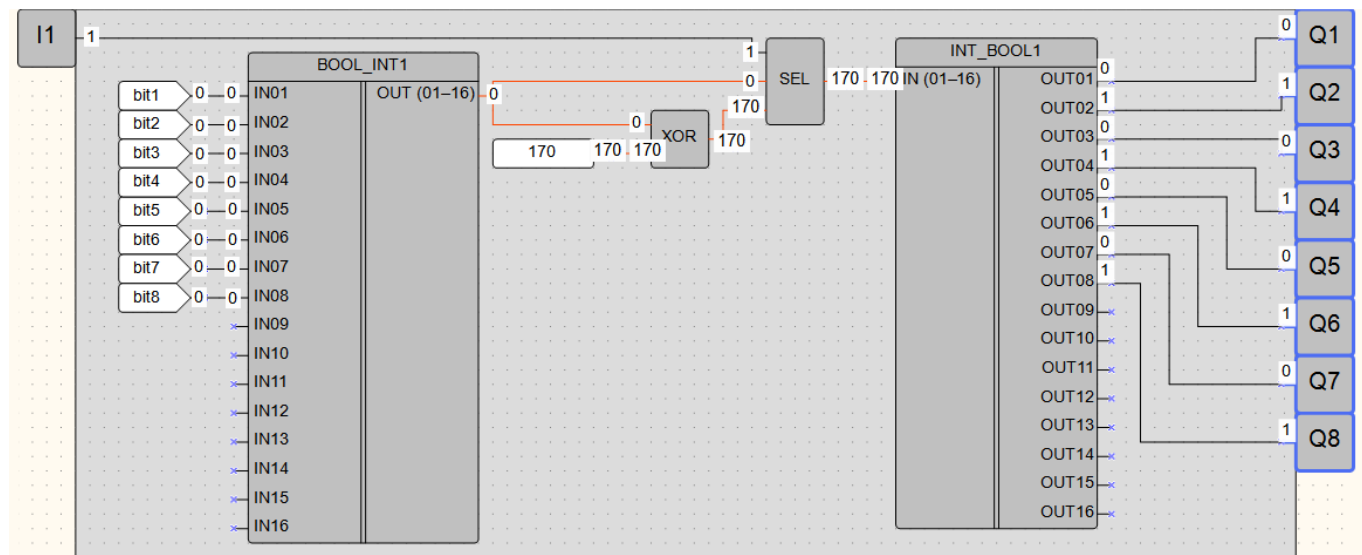 I1
1
BOOL_INT1
bit1 0 0 IN01 OUT (01–16) 0
bit2 0 0 IN02
bit3 0 0 IN03
bit4 0 0 IN04
bit5 0 0 IN05
bit6 0 0 IN06
bit7 0 0 IN07
bit8 0 0 IN08
IN09
IN10
IN11
IN12
IN13
IN14
IN15
IN16
0
170 170 170
XOR
170
1
0
170
SEL
170 170
INT_BOOL1
IN (01–16)
OUT01 0
OUT02 1
OUT03 0
OUT04 1
OUT05 0
OUT06 1
OUT07 0
OUT08 1
OUT09
OUT10
OUT11
OUT12
OUT13
OUT14
OUT15
OUT16
0 Q1
1 Q2
0 Q3
1 Q4
0 Q5
1 Q6
0 Q7
1 Q8